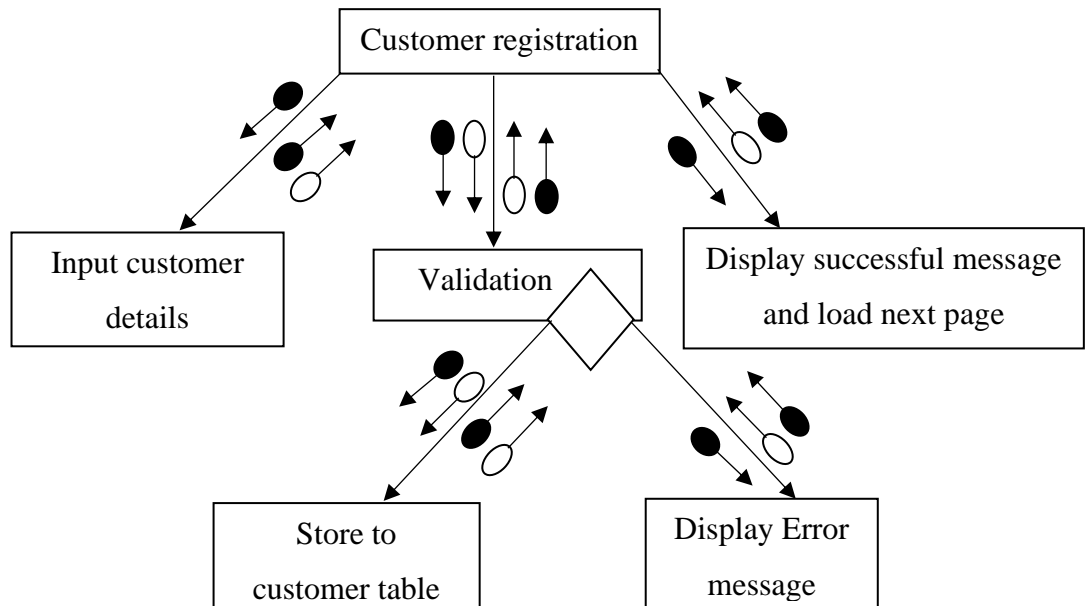 Customer registration
Input customer
details
Validation
Display successful message
and load next page
Store to
customer table
Display Error
message